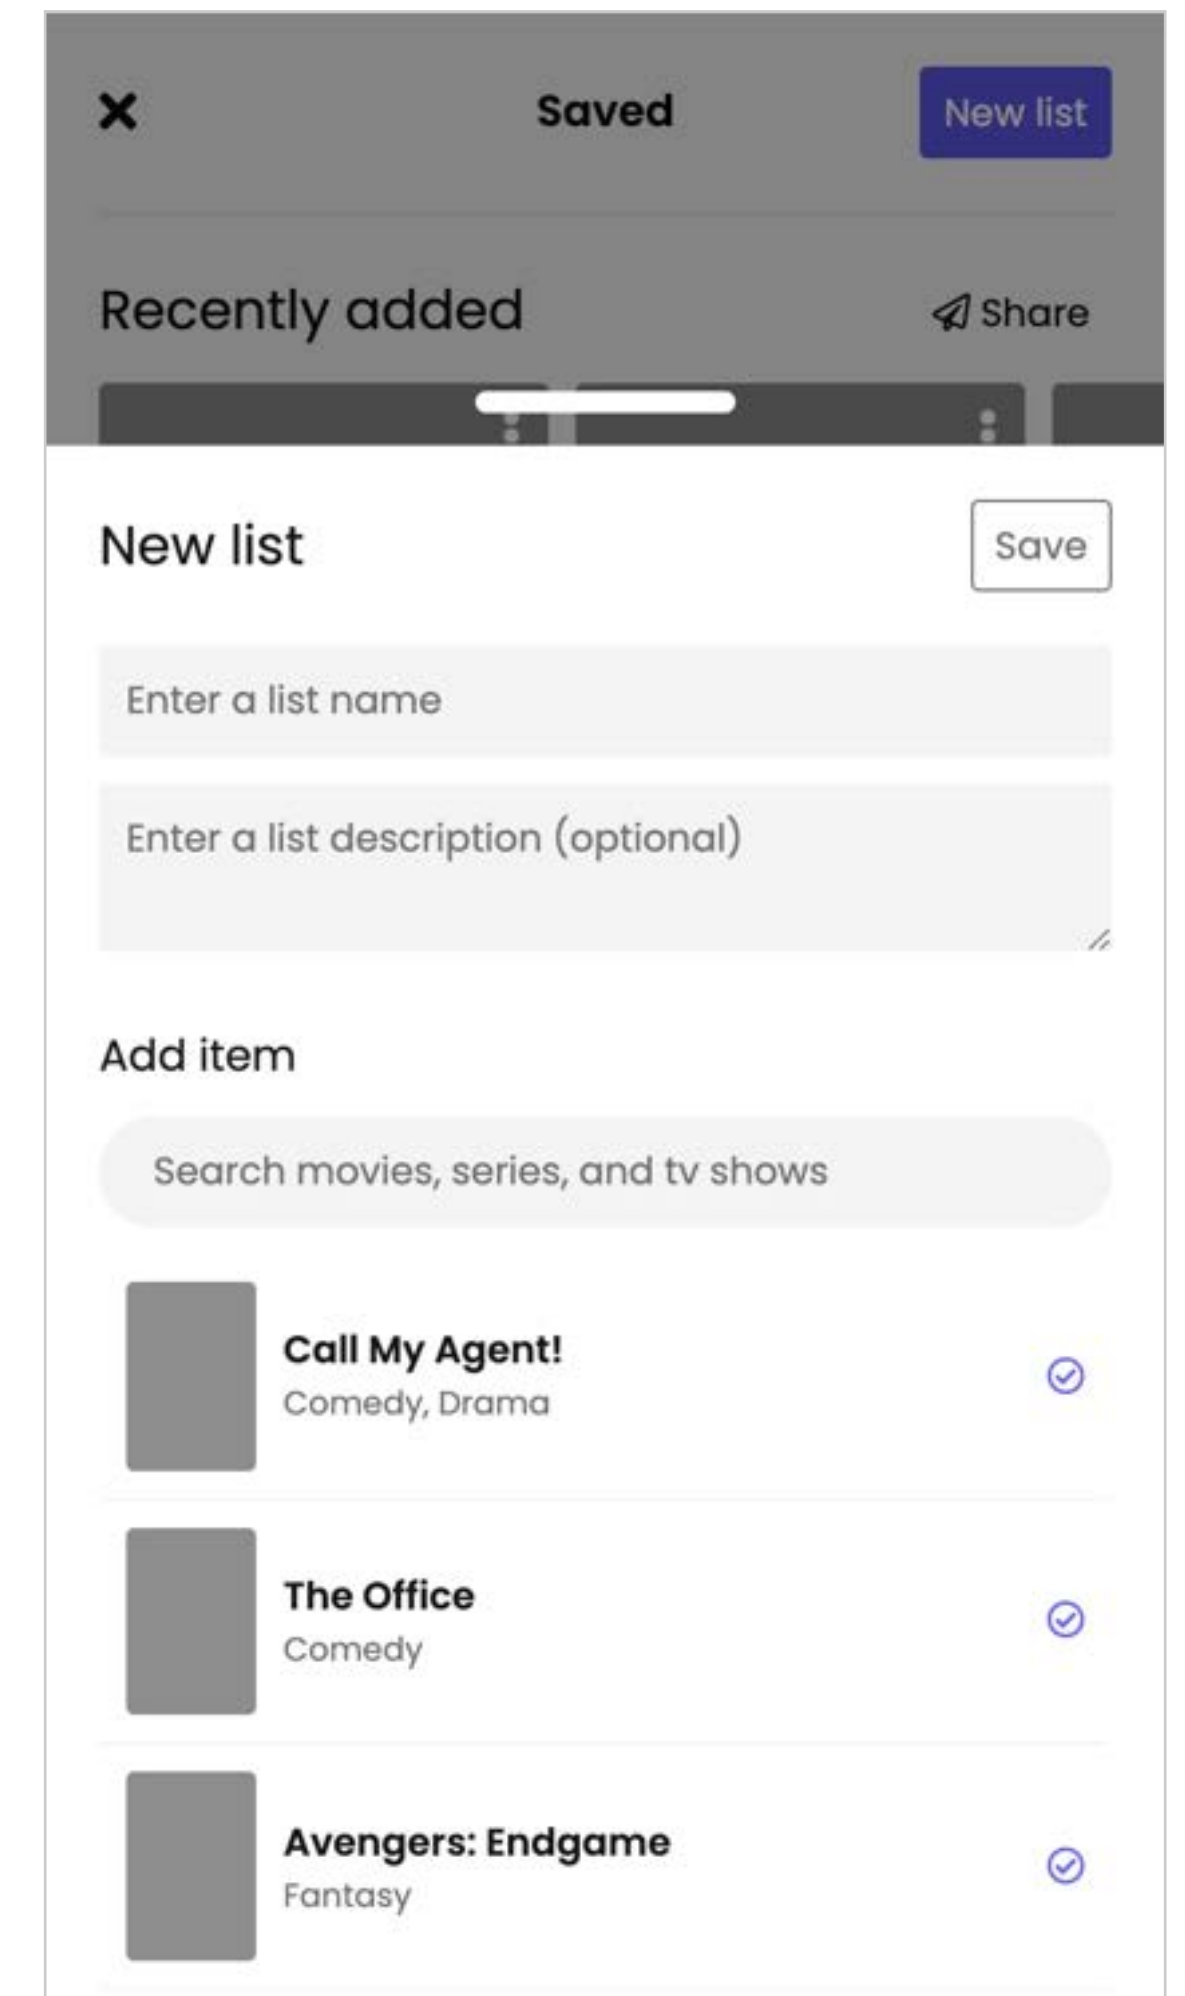 Saved
New list
Recently added
Share
New list
Save
Enter a list name
Enter a list description (optional)
Add item
Search movies, series, and tv shows
Call My Agent!
Comedy, Drama
The Office
Comedy
Avengers: Endgame
Fantasy